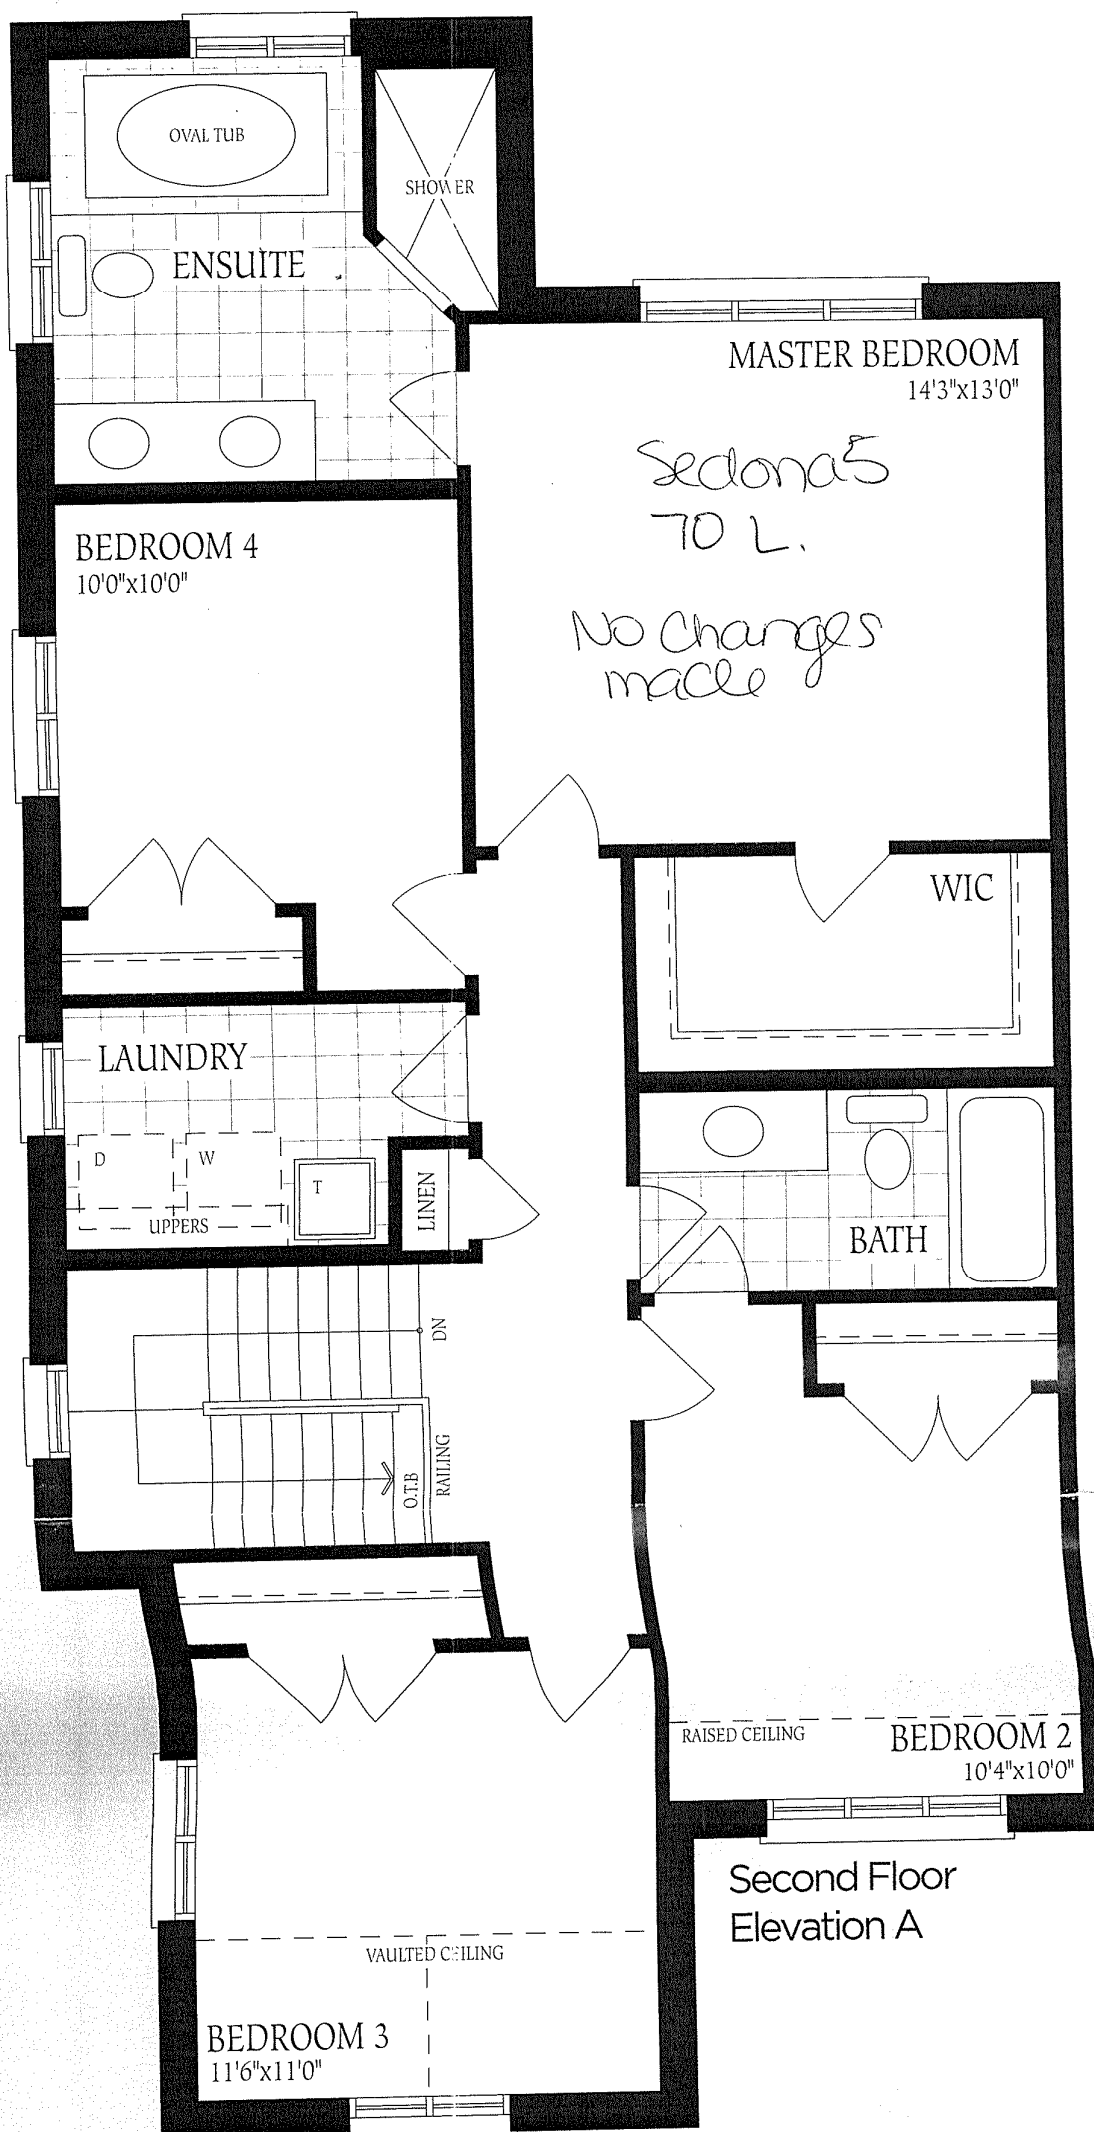 OVAL TUB
SHOWER
ENSUITE
MASTER BEDROOM
14'3"x13'0"
Sedona 5
70 L.
No Changes
made
BEDROOM 4
10'0"x10'0"
WIC
LAUNDRY
D
W
T
UPPERS
LINEN
BATH
DN
O.T.B
RAILING
RAISED CEILING
BEDROOM 2
10'4"x10'0"
Second Floor
Elevation A
VAULTED CEILING
BEDROOM 3
11'6"x11'0"